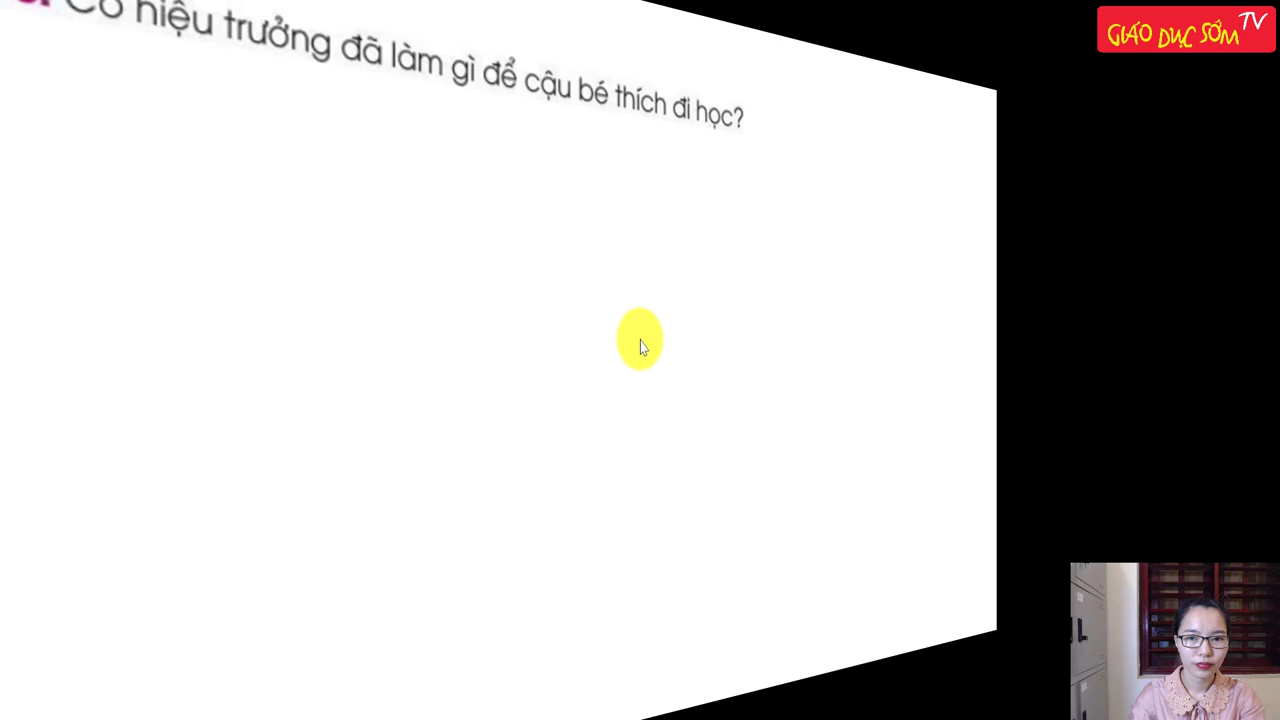 Cô hiệu trưởng đã làm gì để cậu bé thích đi học?
GIÁO DỤC SỚM TV